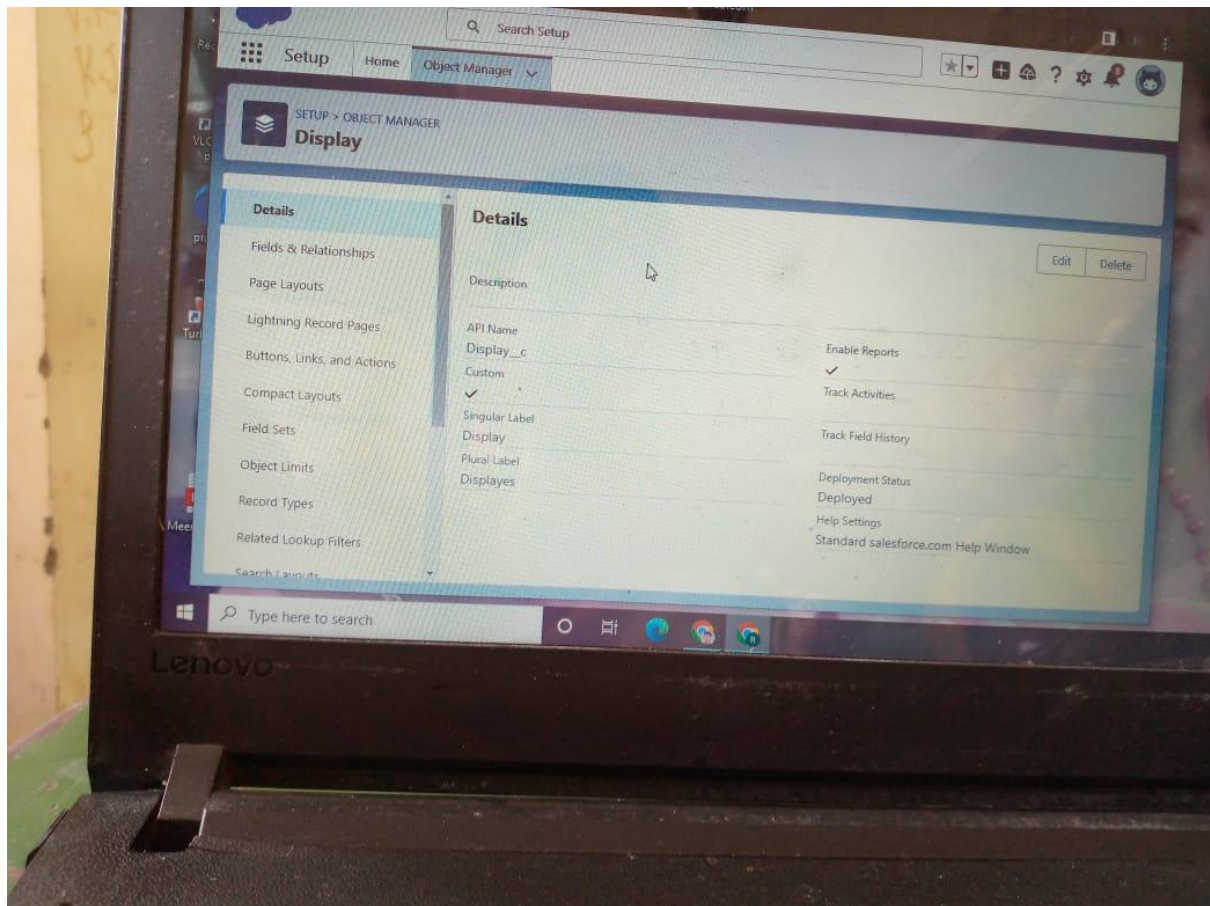 Search Setup
Setup
Home
Object Manager
SETUP > OBJECT MANAGER
Display
Details
Fields & Relationships
Page Layouts
Lightning Record Pages
Buttons, Links, and Actions
Compact Layouts
Field Sets
Object Limits
Record Types
Related Lookup Filters
Search Layouts
Details
Edit
Delete
Description
API Name
Display__c
Custom
Singular Label
Display
Plural Label
Displayes
Enable Reports
Track Activities
Track Field History
Deployment Status
Deployed
Help Settings
Standard salesforce.com Help Window
Type here to search
Lenovo